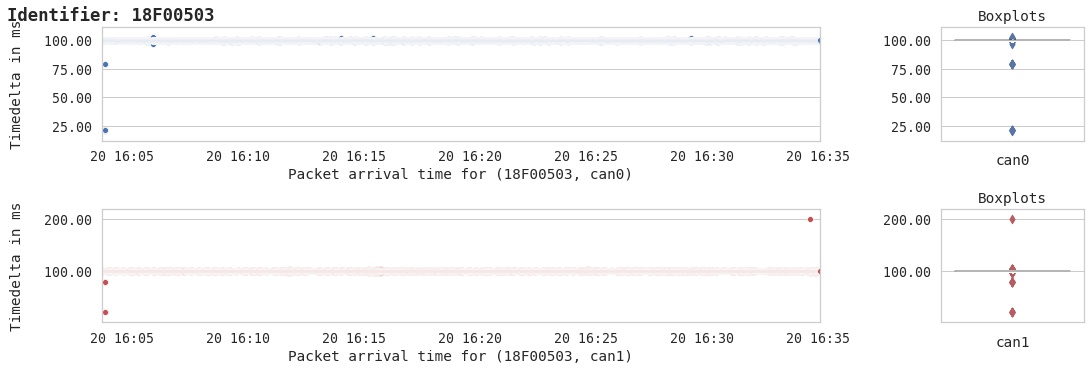 Identifier: 18F00503
Timedelta in ms
100.00
75.00
50.00
25.00
20 16:05 20 16:10 20 16:15 20 16:20 20 16:25 20 16:30 20 16:35
Packet arrival time for (18F00503, can0)
Boxplots
100.00
75.00
50.00
25.00
can0
Timedelta in ms
200.00
100.00
20 16:05 20 16:10 20 16:15 20 16:20 20 16:25 20 16:30 20 16:35
Packet arrival time for (18F00503, can1)
Boxplots
200.00
100.00
can1